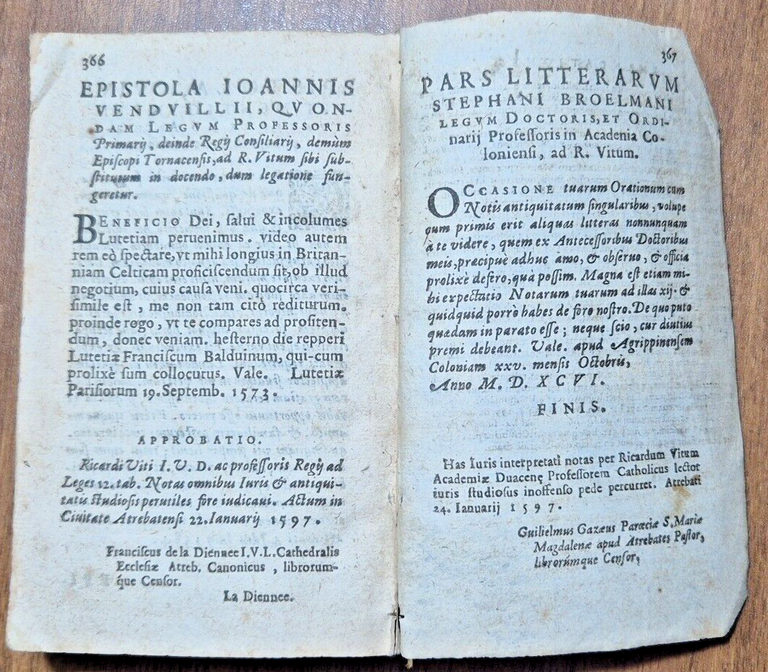 366
EPISTOLA IOANNIS
VENDVILLII, QVON-
DAM LEGVM PROFESSORIS
Primarij, deinde Regij Consiliarij, demùm
Episcopi Tornacensis, ad R. Vitum sibi sub-
stitutum in docendo, dum legatione fun-
geretur.
BENEFICIO Dei, salui & incolumes
Lutetiam peruenimus. video autem
rem eò spectare, vt mihi longius in Britan-
niam Celticam proficiscendum sit, ob illud
negotium, cuius causa veni. quocirca veri-
simile est, me non tam citò rediturum.
proinde rogo, vt te compares ad profiten-
dum, donec veniam. hesterno die repperi
Lutetiæ Franciscum Balduinum, qui-cum
prolixè sum collocutus. Vale. Lutetiæ
Parisiorum 19. Septemb. 1573.
APPROBATIO.
Ricardi Viti I. V. D. ac professoris Regij ad
Leges 12. tab. Notas omnibus Iuris & antiqui-
tatis studiosis perutiles fore iudicaui. Actum in
Ciuitate Atrebatensi 22. Ianuarij 1597.
Franciscus de la Diennee I. V. L. Cathedralis
Ecclesiæ Atreb. Canonicus, librorum-
que Censor.
La Diennee.
367
PARS LITTERARVM
STEPHANI BROELMANI
LEGVM DOCTORIS, ET ORDI-
narij Professoris in Academia Co-
loniensi, ad R. Vitum.
OCCASIONE tuarum Orationum cum
Notis antiquitatum singularibus, volupe
qum primis erit aliquas litteras nonnunquam
à te videre, quem ex Antecessoribus Doctoribus
meis, præcipuè adhuc amo, & obseruo, & officia
prolixè defero, quà possim. Magna est etiam mi-
hi expectatio Notarum tuarum ad illas xij. &
quidquid porrò habes de foro nostro. De quo puto
quædam in parato esse; neque scio, cur diutius
premi debeant. Vale. apud Agrippinensem
Coloniam xxv. mensis Octobris,
Anno M. D. XCVI.
FINIS.
Has Iuris interpretati notas per Ricardum Vitum
Academiæ Duacenę Professorem Catholicus lector
iuris studiosus inoffenso pede percurret. Atrebati
24. Ianuarij 1597.
Guilielmus Gazæus Parœciæ S. Mariæ
Magdalenæ apud Atrebates Pastor,
librorumque Censor,